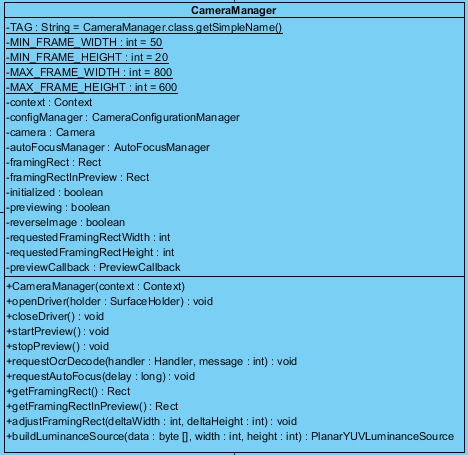 CameraManager
-TAG : String = CameraManager.class.getSimpleName()
-MIN_FRAME_WIDTH : int = 50
-MIN_FRAME_HEIGHT : int = 20
-MAX_FRAME_WIDTH : int = 800
-MAX_FRAME_HEIGHT : int = 600
-context : Context
-configManager : CameraConfigurationManager
-camera : Camera
-autoFocusManager : AutoFocusManager
-framingRect : Rect
-framingRectInPreview : Rect
-initialized : boolean
-previewing : boolean
-reverseImage : boolean
-requestedFramingRectWidth : int
-requestedFramingRectHeight : int
-previewCallback : PreviewCallback
+CameraManager(context : Context)
+openDriver(holder : SurfaceHolder) : void
+closeDriver() : void
+startPreview() : void
+stopPreview() : void
+requestOcrDecode(handler : Handler, message : int) : void
+requestAutoFocus(delay : long) : void
+getFramingRect() : Rect
+getFramingRectInPreview() : Rect
+adjustFramingRect(deltaWidth : int, deltaHeight : int) : void
+buildLuminanceSource(data : byte [], width : int, height : int) : PlanarYUVLuminanceSource